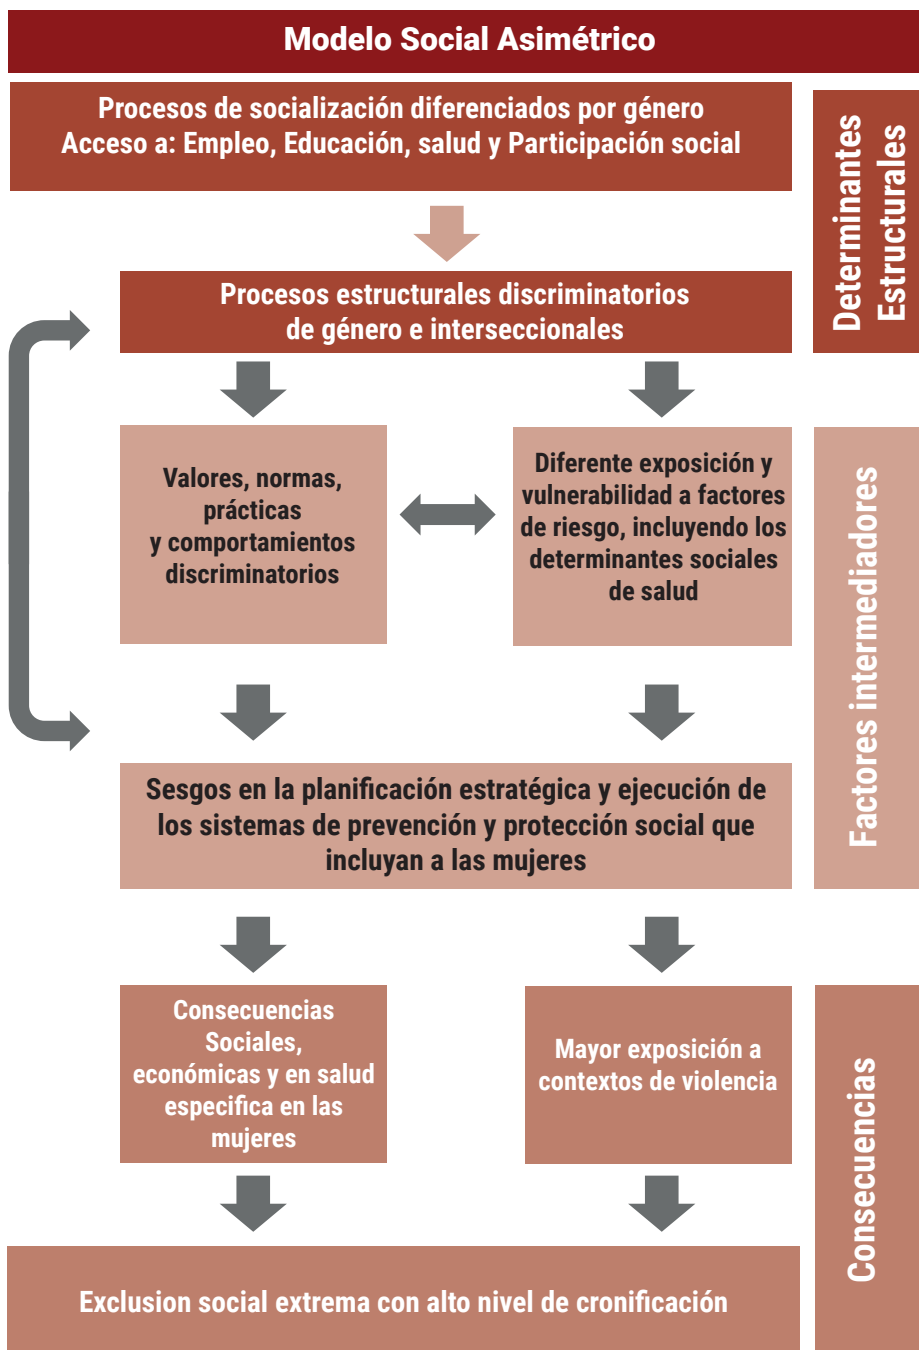 Modelo Social Asimétrico
Procesos de socialización diferenciados por género
Acceso a: Empleo, Educación, salud y Participación social
Determinantes
Estructurales
Procesos estructurales discriminatorios
de género e interseccionales
Valores, normas,
prácticas
y comportamientos
discriminatorios
Diferente exposición y
vulnerabilidad a factores
de riesgo, incluyendo los
determinantes sociales
de salud
Factores intermediadores
Sesgos en la planificación estratégica y ejecución de
los sistemas de prevención y protección social que
incluyan a las mujeres
Consecuencias
Sociales,
económicas y en salud
especifica en las
mujeres
Mayor exposición a
contextos de violencia
Consecuencias
Exclusion social extrema con alto nivel de cronificación